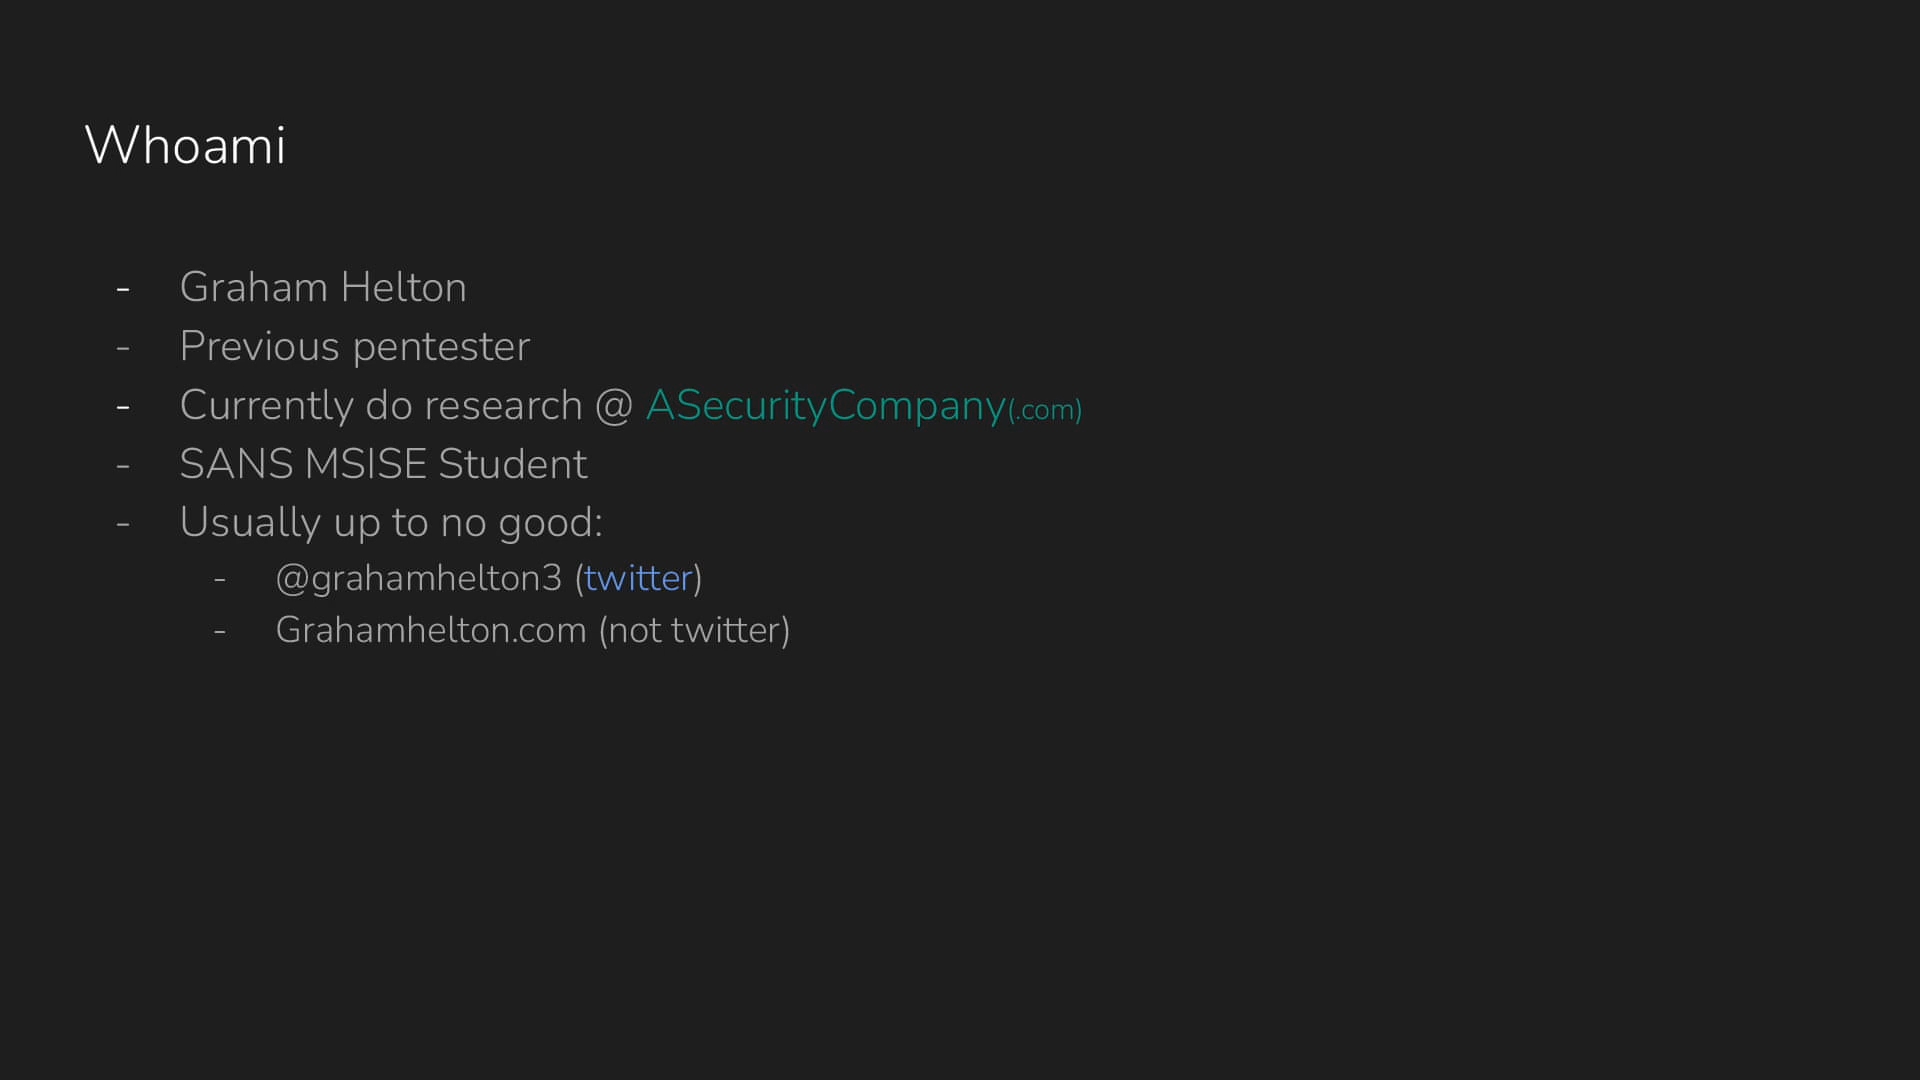 Whoami
- Graham Helton
- Previous pentester
- Currently do research @ ASecurityCompany(.com)
- SANS MSISE Student
- Usually up to no good:
- @grahamhelton3 (twitter)
- Grahamhelton.com (not twitter)